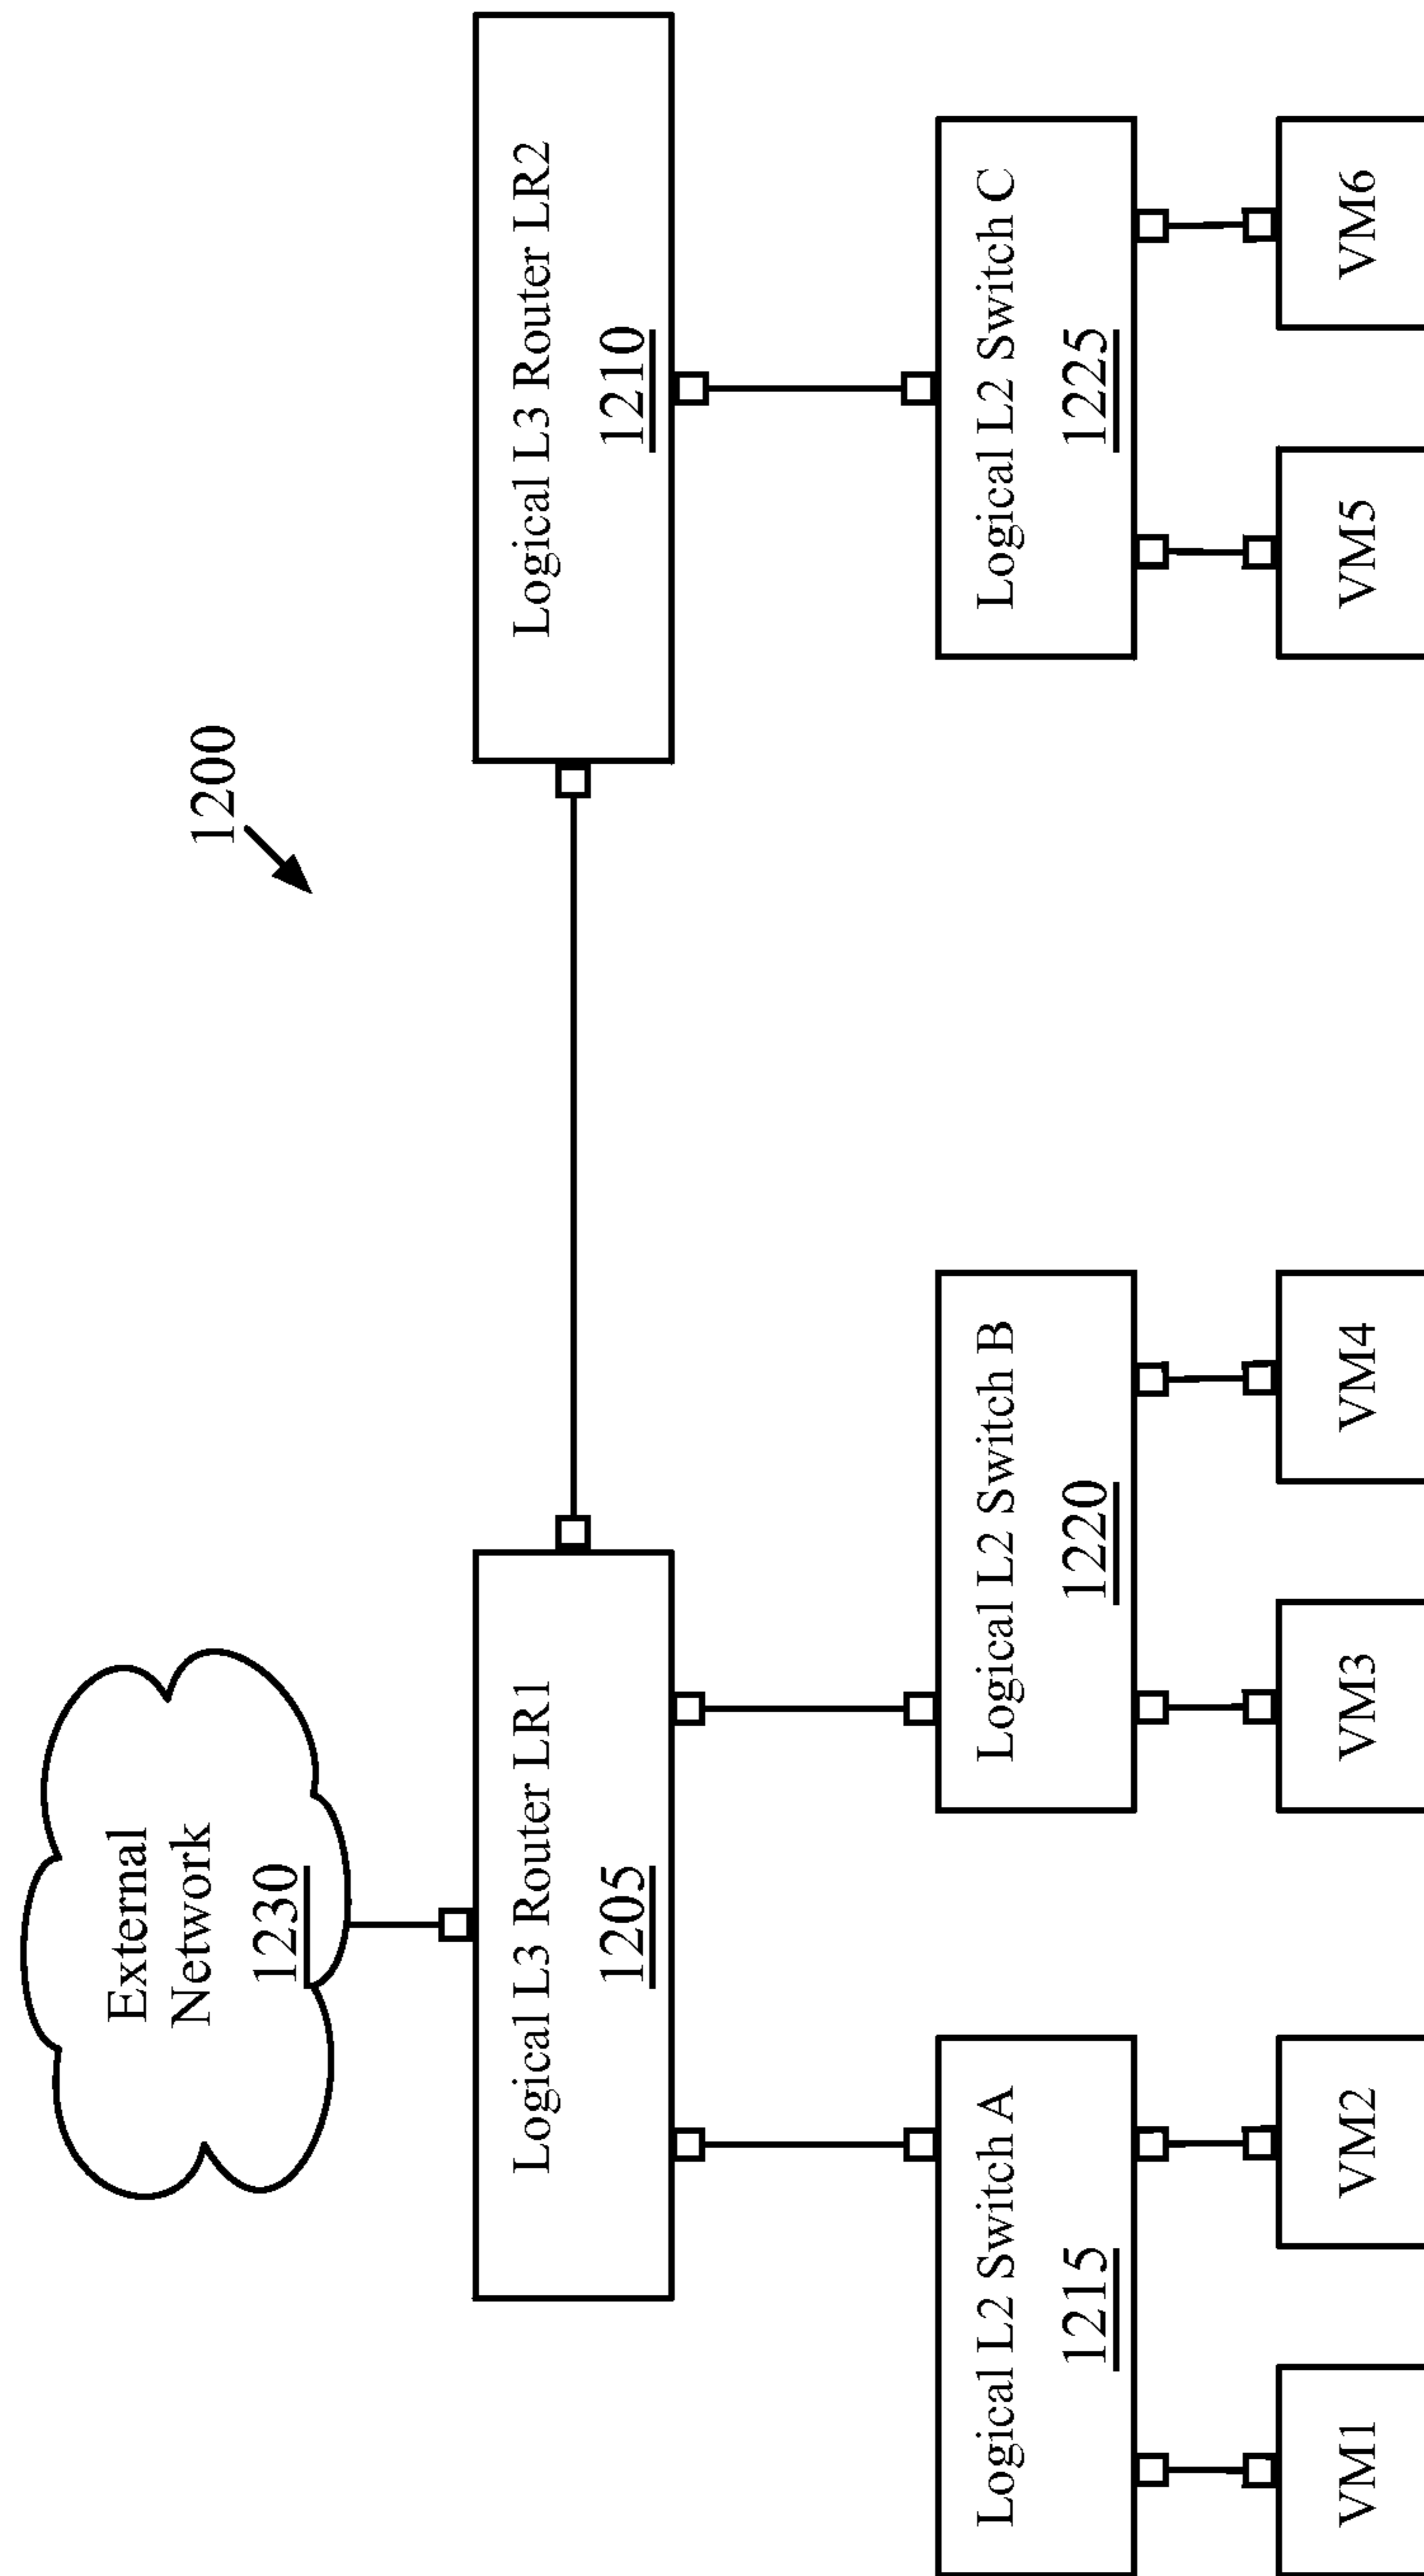 1200
External
Network
1230
Logical L3 Router LR1
1205
Logical L3 Router LR2
1210
Logical L2 Switch A
1215
Logical L2 Switch B
1220
Logical L2 Switch C
1225
VM1
VM2
VM3
VM4
VM5
VM6